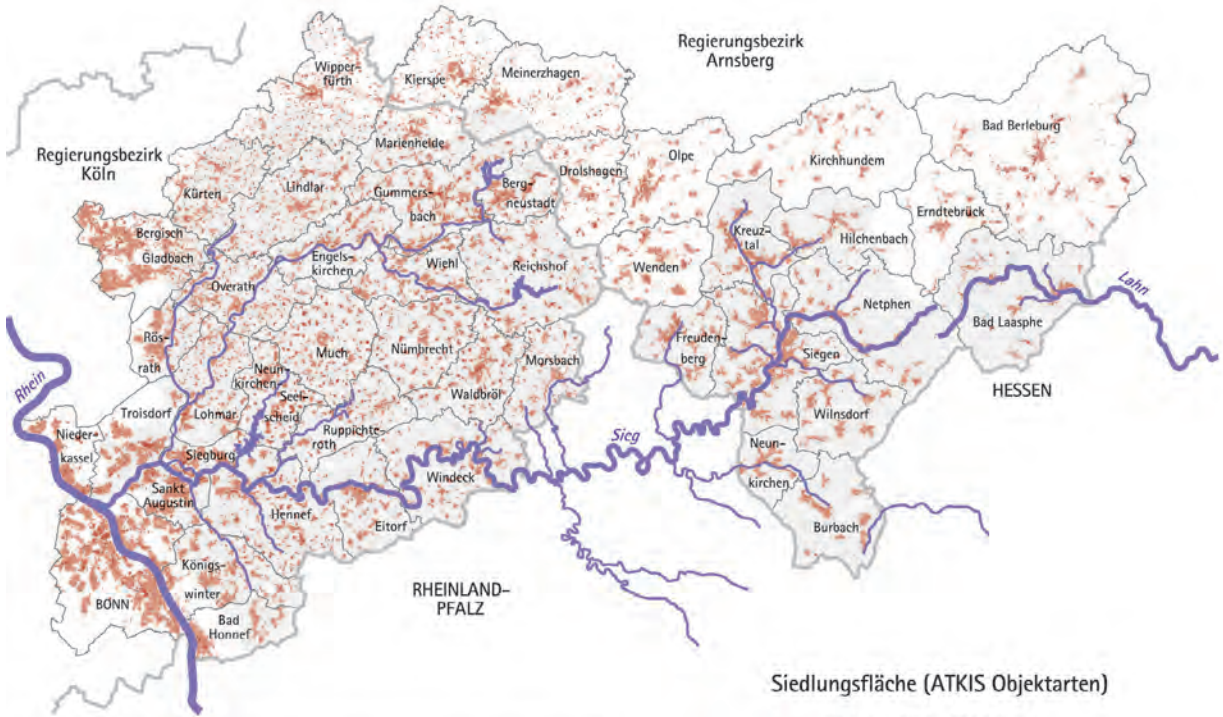 Regierungsbezirk
Arnsberg
Wipper-
fürth
Kierspe
Meinerzhagen
Bad Berleburg
Regierungsbezirk
Köln
Marienheide
Olpe
Kirchhundem
Drolshagen
Kürten
Lindlar
Gummers-
bach
Berg-
neustadt
Erndtebrück
Bergisch
Gladbach
Kreuz-
tal
Hilchenbach
Engels-
kirchen
Wiehl
Reichshof
Wenden
Overath
Netphen
Lahn
Bad Laasphe
Rös-
rath
Much
Nümbrecht
Morsbach
Freuden-
berg
Siegen
Neun-
kirchen-
Seel-
scheid
HESSEN
Rhein
Waldbröl
Troisdorf
Lohmar
Wilnsdorf
Nieder-
kassel
Ruppichte-
roth
Sieg
Siegburg
Neun-
kirchen
Windeck
Sankt
Augustin
Hennef
Eitorf
Burbach
Königs-
winter
RHEINLAND-
PFALZ
BONN
Bad
Honnef
Siedlungsfläche (ATKIS Objektarten)